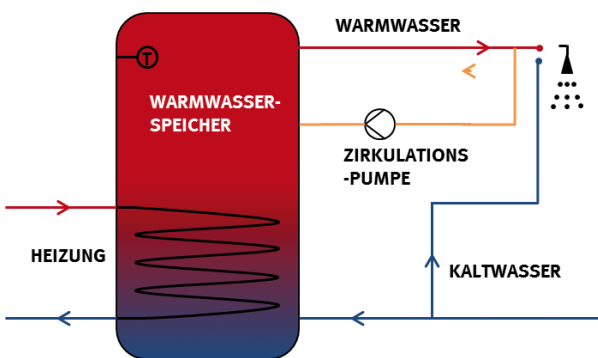 WARMWASSER
T
WARMWASSER-
SPEICHER
ZIRKULATIONS
-PUMPE
HEIZUNG
KALTWASSER